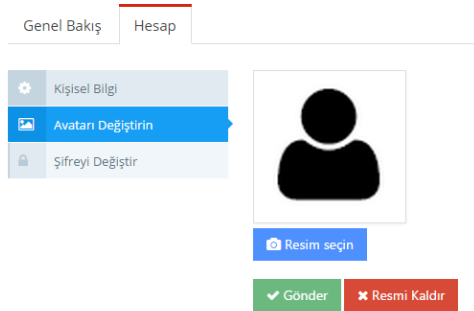 Genel Bakış
Hesap
Kişisel Bilgi
Avatarı Değiştirin
Şifreyi Değiştir
Resim seçin
Gönder
Resmi Kaldır